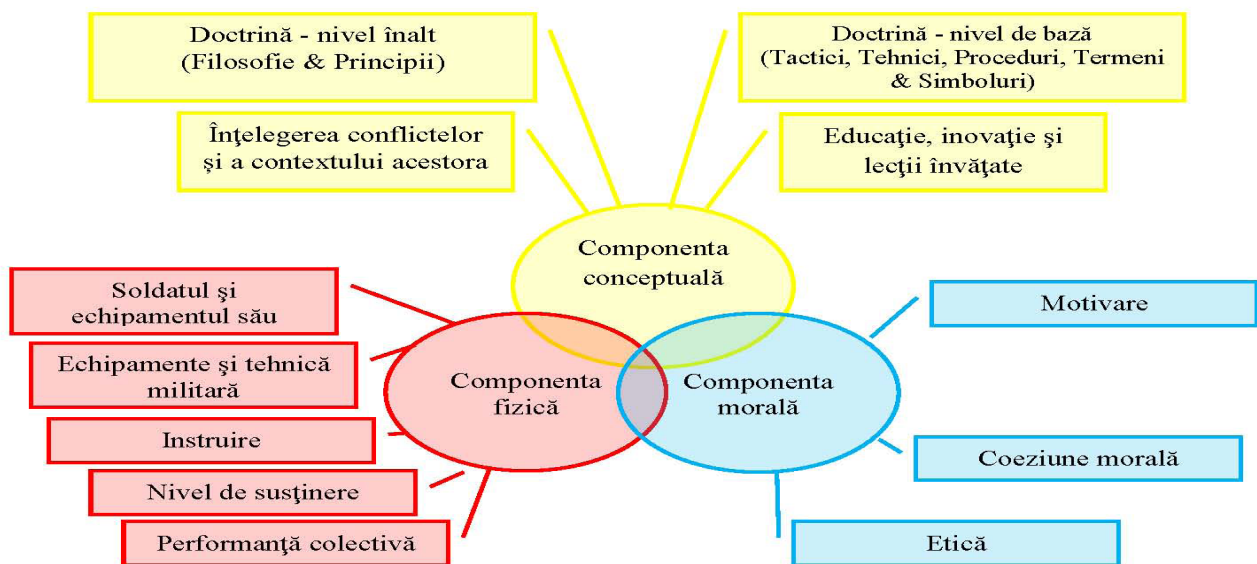 Doctrină - nivel înalt
(Filosofie & Principii)
Doctrină - nivel de bază
(Tactici, Tehnici, Proceduri, Termeni
& Simboluri)
Înţelegerea conflictelor
și a contextului acestora
Educaţie, inovaţie şi
lecţii învăţate
Componenta
conceptuală
Soldatul şi
echipamentul său
Echipamente şi tehnică
militară
Instruire
Nivel de susţinere
Performanţă colectivă
Componenta
fizică
Componenta
morală
Motivare
Coeziune morală
Etică